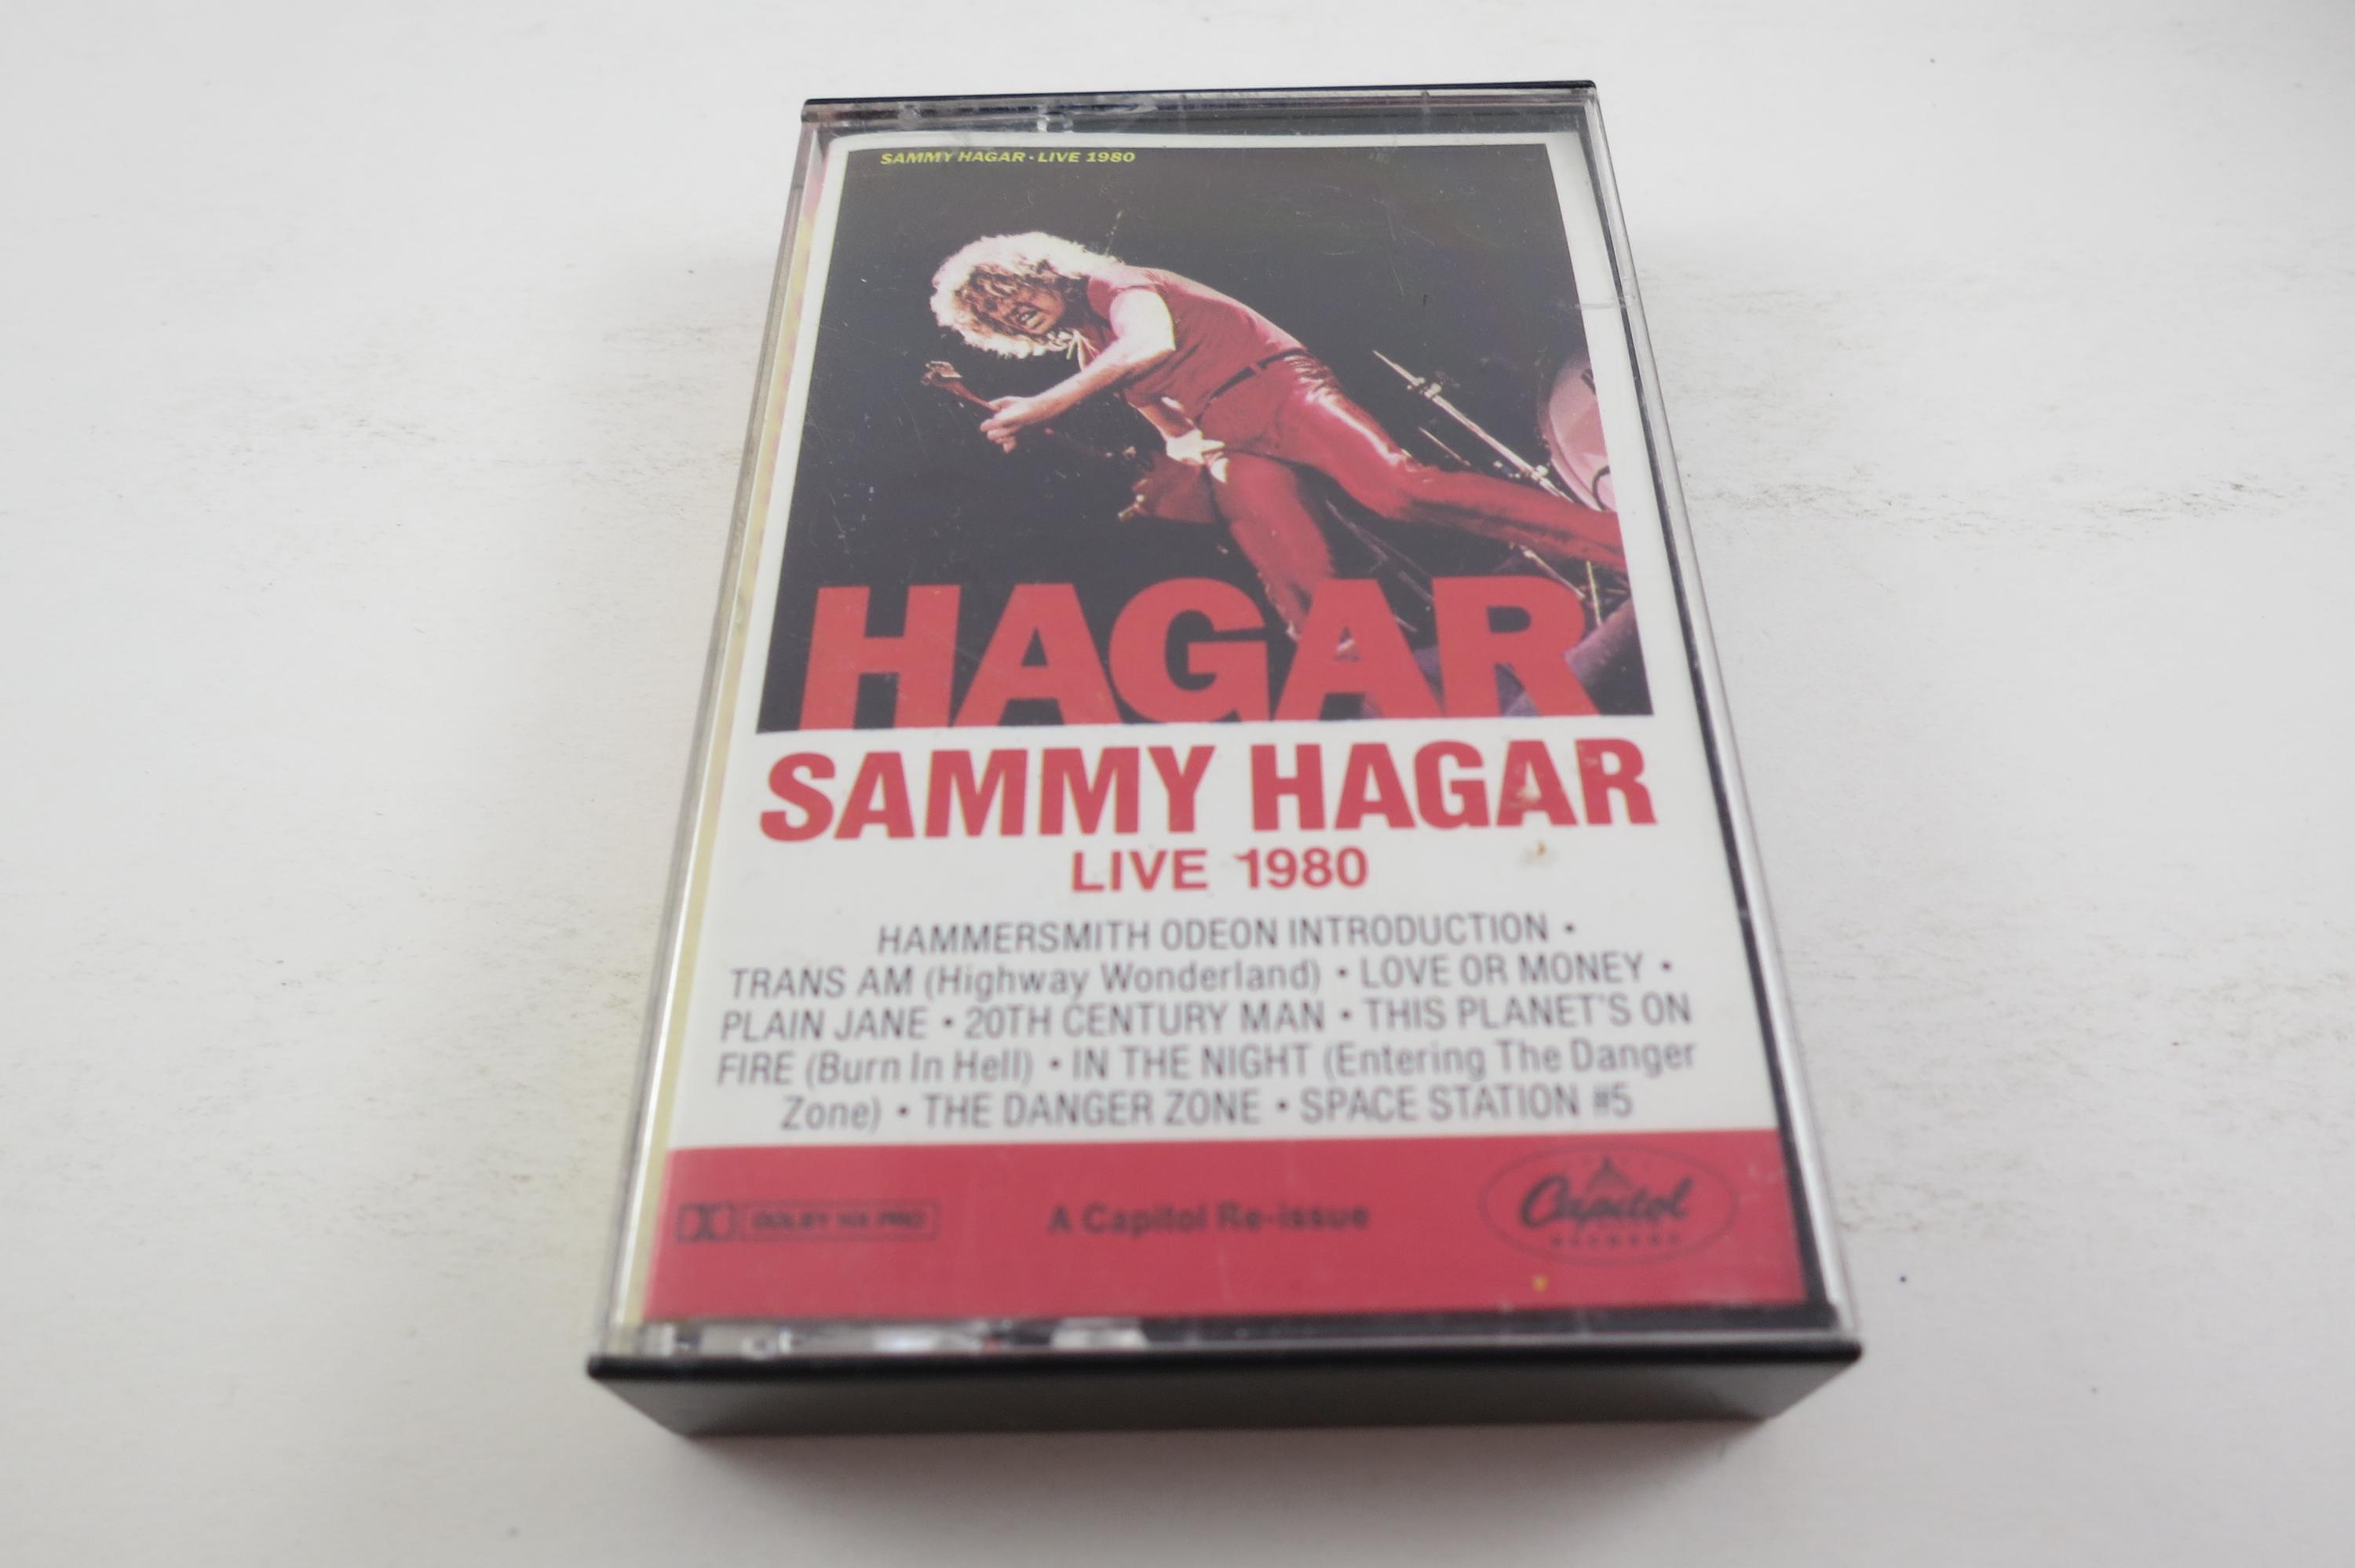 SAMMY HAGAR · LIVE 1980
HAGAR
SAMMY HAGAR
LIVE 1980
HAMMERSMITH ODEON INTRODUCTION •
TRANS AM (Highway Wonderland) • LOVE OR MONEY •
PLAIN JANE • 20TH CENTURY MAN • THIS PLANET'S ON
FIRE (Burn In Hell) • IN THE NIGHT (Entering The Danger
Zone) • THE DANGER ZONE • SPACE STATION #5
DOLBY HX PRO
A Capitol Re-issue
Capitol
RECORDS